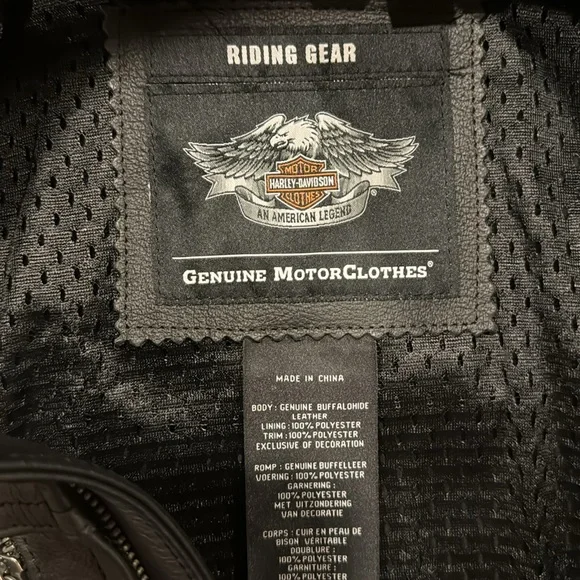 RIDING GEAR
MOTOR
HARLEY-DAVIDSON
CLOTHES
AN AMERICAN LEGEND
GENUINE MOTORCLOTHES®
MADE IN CHINA
BODY: GENUINE BUFFALOHIDE
LEATHER
LINING: 100% POLYESTER
TRIM: 100% POLYESTER
EXCLUSIVE OF DECORATION
ROMP: GENUINE BUFFELLEER
VOERING: 100% POLYESTER
GARNERING:
100% POLYESTER
MET UITZONDERING
VAN DECORATIE
CORPS: CUIR EN PEAU DE
BISON VÉRITABLE
DOUBLURE:
100% POLYESTER
GARNITURE:
100% POLYESTER